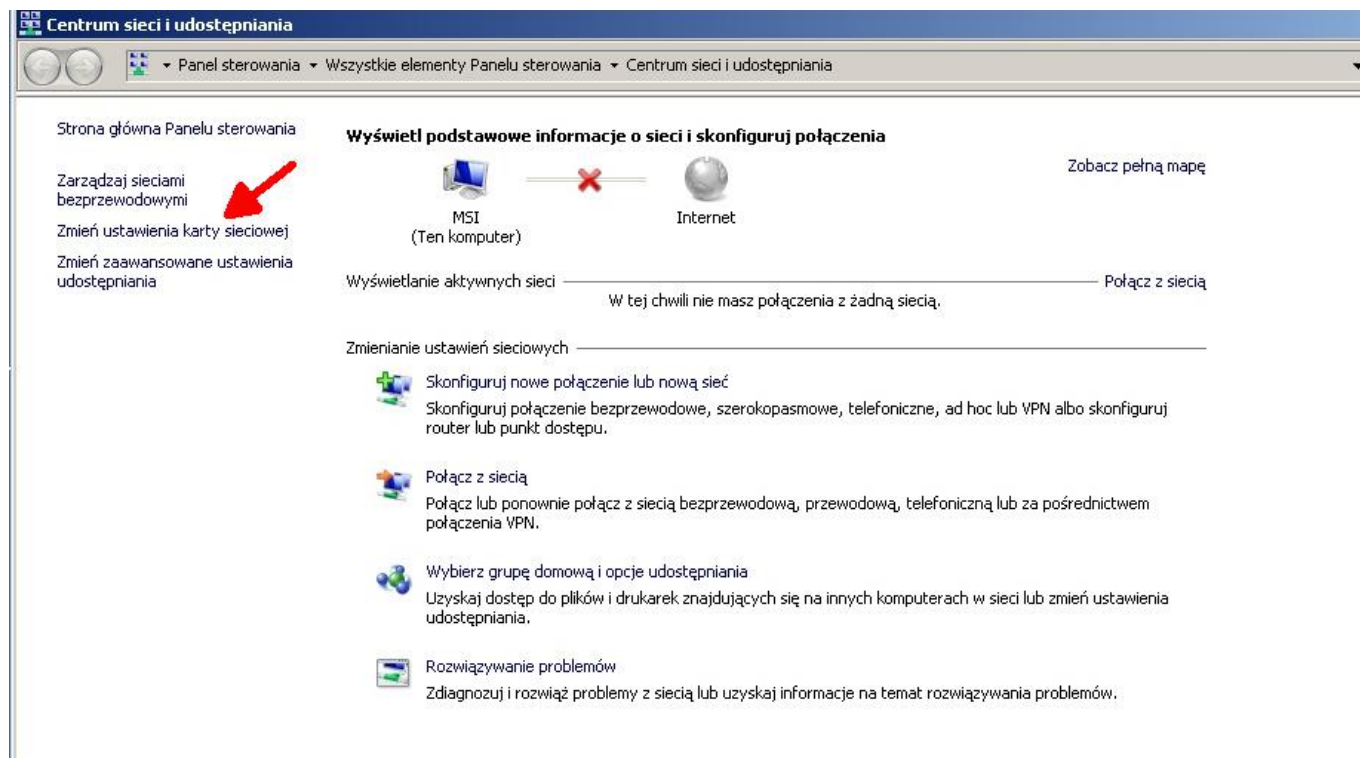 Centrum sieci i udostępniania
Panel sterowania Wszystkie elementy Panelu sterowania Centrum sieci i udostępniania
Strona główna Panelu sterowania
Zarządzaj sieciami
bezprzewodowymi
Zmień ustawienia karty sieciowej
Zmień zaawansowane ustawienia
udostępniania
Wyświetl podstawowe informacje o sieci i skonfiguruj połączenia
Zobacz pełną mapę
MSI
(Ten komputer)
Internet
Wyświetlanie aktywnych sieci
Połącz z siecią
W tej chwili nie masz połączenia z żadną siecią.
Zmienianie ustawień sieciowych
Skonfiguruj nowe połączenie lub nową sieć
Skonfiguruj połączenie bezprzewodowe, szerokopasmowe, telefoniczne, ad hoc lub VPN albo skonfiguruj
router lub punkt dostępu.
Połącz z siecią
Połącz lub ponownie połącz z siecią bezprzewodową, przewodową, telefoniczną lub za pośrednictwem
połączenia VPN.
Wybierz grupę domową i opcje udostępniania
Uzyskaj dostęp do plików i drukarek znajdujących się na innych komputerach w sieci lub zmień ustawienia
udostępniania.
Rozwiązywanie problemów
Zdiagnozuj i rozwiąż problemy z siecią lub uzyskaj informacje na temat rozwiązywania problemów.